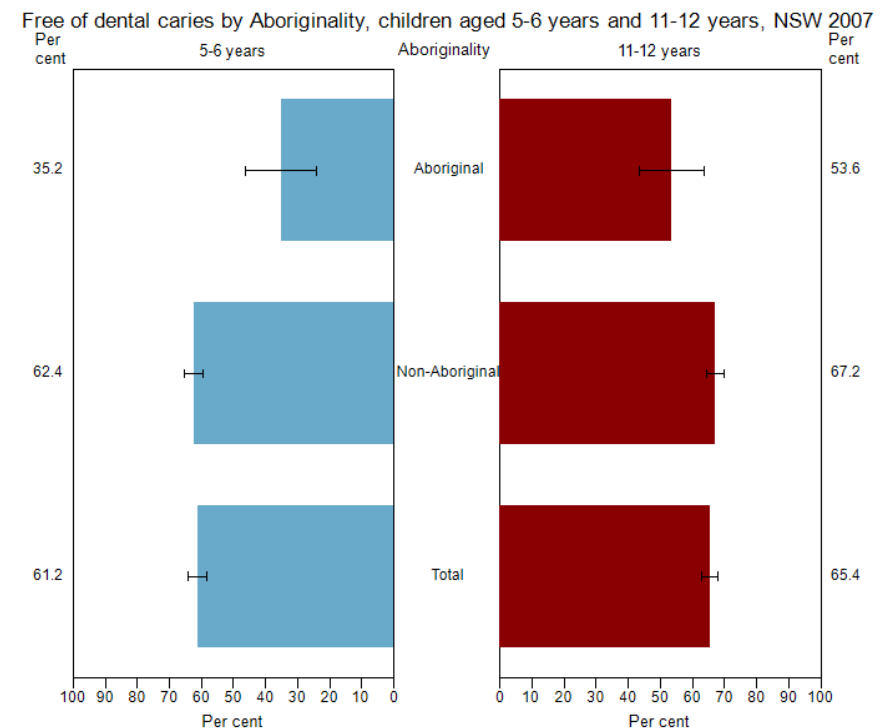 Free of dental caries by Aboriginality, children aged 5-6 years and 11-12 years, NSW 2007
Per
cent
5-6 years
Aboriginality
11-12 years
Per
cent
35.2
Aboriginal
53.6
62.4
Non-Aboriginal
67.2
61.2
Total
65.4
100 90 80 70 60 50 40 30 20 10 0
0 10 20 30 40 50 60 70 80 90 100
Per cent
Per cent